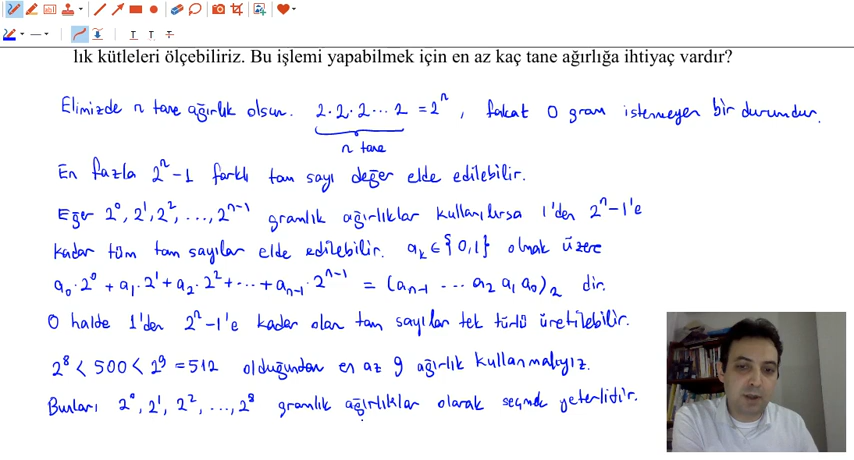 lık kütleleri ölçebiliriz. Bu işlemi yapabilmek için en az kaç tane ağırlığa ihtiyaç vardır?
Elimizde n tane ağırlık olsun. 2·2·2···2 = 2^n, fakat 0 gram istenmeyen bir durumdur.
n tane
En fazla 2^n-1 farklı tam sayı değer elde edilebilir.
Eğer 2^0, 2^1, 2^2, ..., 2^{n-1} gramlık ağırlıklar kullanılırsa 1'den 2^n-1'e
kadar tüm tam sayılar elde edilebilir. a_k ∈ {0,1} olmak üzere
a_0·2^0 + a_1·2^1 + a_2·2^2 + ··· + a_{n-1}·2^{n-1} = (a_{n-1} ... a_2 a_1 a_0)_2 dir.
O halde 1'den 2^n-1'e kadar olan tam sayılar tek türlü üretilebilir.
2^8 < 500 < 2^9 = 512 olduğundan en az 9 ağırlık kullanmalıyız.
Bunları 2^0, 2^1, 2^2, ..., 2^8 gramlık ağırlıklar olarak seçmek yeterlidir.